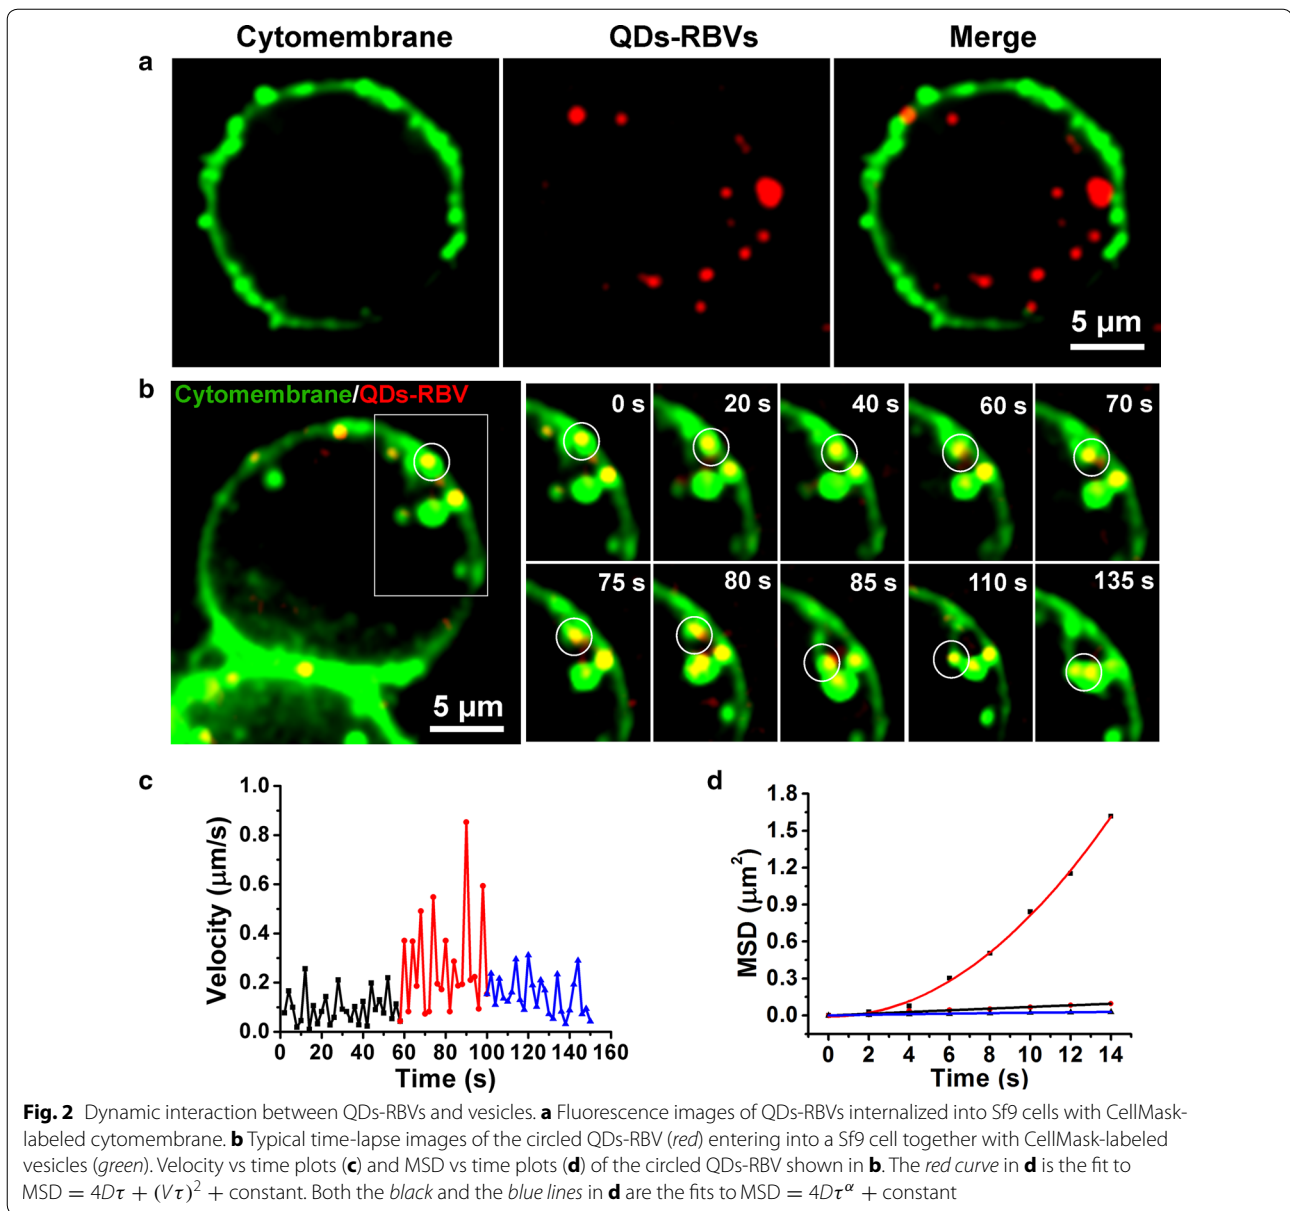 Cytomembrane QDs-RBVs Merge
a
5 μm
b
Cytomembrane/QDs-RBV
5 μm
0 s 20 s 40 s 60 s 70 s
75 s 80 s 85 s 110 s 135 s
c
1.0
0.8
0.6
0.4
0.2
0.0
Velocity (μm/s)
0 20 40 60 80 100 120 140 160
Time (s)
d
1.8
1.5
1.2
0.9
0.6
0.3
0.0
MSD (μm²)
0 2 4 6 8 10 12 14
Time (s)
Fig. 2 Dynamic interaction between QDs-RBVs and vesicles. a Fluorescence images of QDs-RBVs internalized into Sf9 cells with CellMask-
labeled cytomembrane. b Typical time-lapse images of the circled QDs-RBV (red) entering into a Sf9 cell together with CellMask-labeled
vesicles (green). Velocity vs time plots (c) and MSD vs time plots (d) of the circled QDs-RBV shown in b. The red curve in d is the fit to
MSD = 4Dτ + (Vτ)² + constant. Both the black and the blue lines in d are the fits to MSD = 4Dτ^α + constant